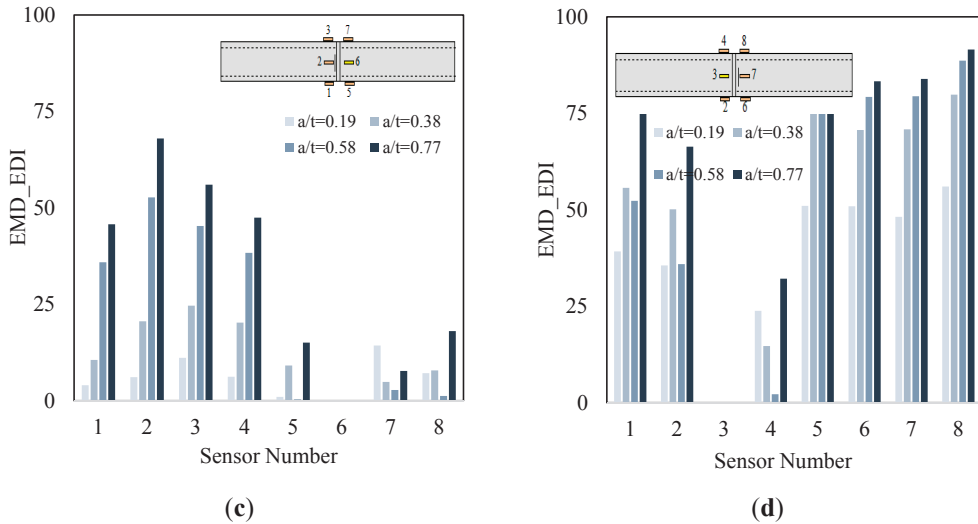 100
75
50
25
0
EMD_EDI
3 7
2 6
1 5
a/t=0.19 a/t=0.38
a/t=0.58 a/t=0.77
1 2 3 4 5 6 7 8
Sensor Number
(c)
100
75
50
25
0
EMD_EDI
4 8
3 7
2 6
a/t=0.19 a/t=0.38
a/t=0.58 a/t=0.77
1 2 3 4 5 6 7 8
Sensor Number
(d)